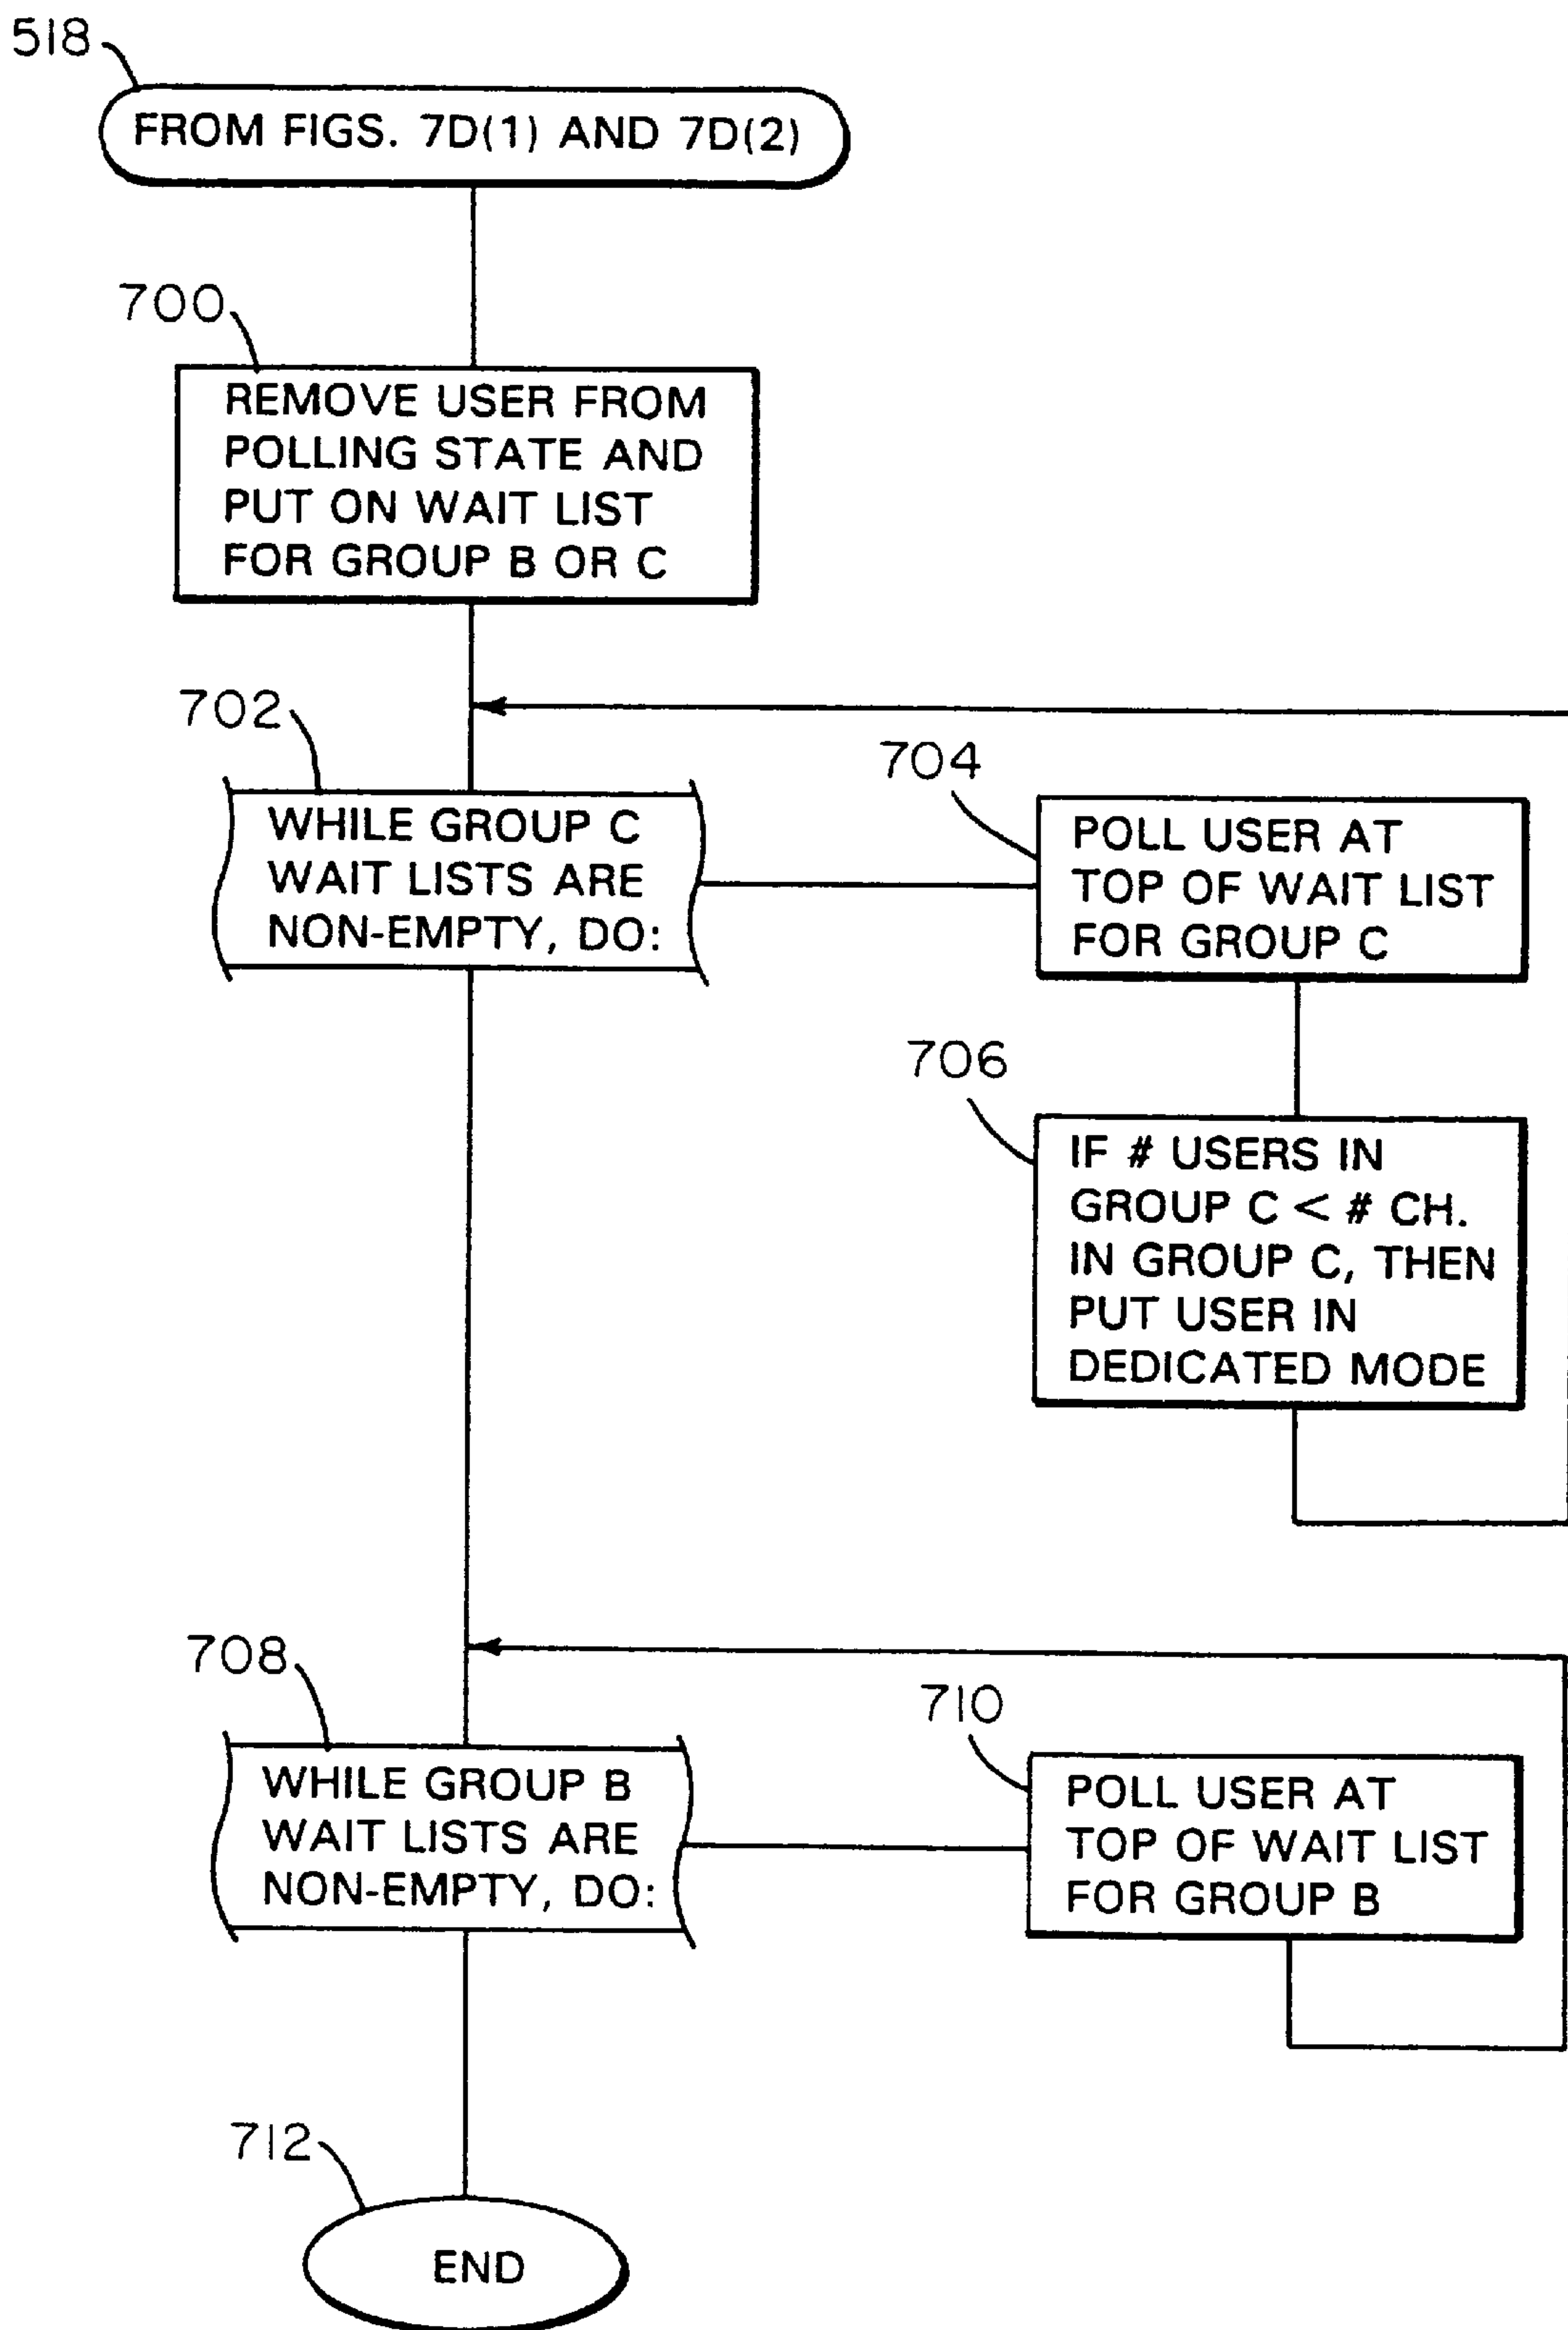 518
FROM FIGS. 7D(1) AND 7D(2)
700
REMOVE USER FROM
POLLING STATE AND
PUT ON WAIT LIST
FOR GROUP B OR C
702
WHILE GROUP C
WAIT LISTS ARE
NON-EMPTY, DO:
704
POLL USER AT
TOP OF WAIT LIST
FOR GROUP C
706
IF # USERS IN
GROUP C < # CH.
IN GROUP C, THEN
PUT USER IN
DEDICATED MODE
708
WHILE GROUP B
WAIT LISTS ARE
NON-EMPTY, DO:
710
POLL USER AT
TOP OF WAIT LIST
FOR GROUP B
712
END